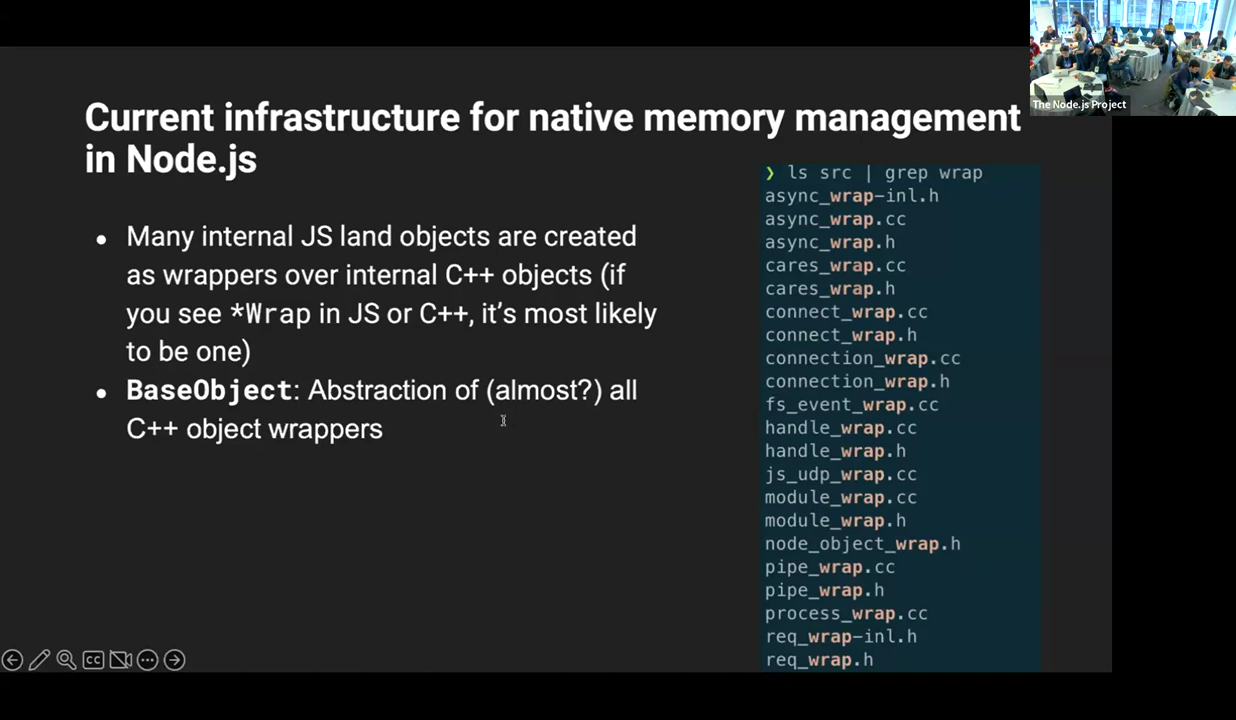 The Node.js Project
Current infrastructure for native memory management
in Node.js
● Many internal JS land objects are created
as wrappers over internal C++ objects (if
you see *Wrap in JS or C++, it’s most likely
to be one)
● BaseObject: Abstraction of (almost?) all
C++ object wrappers
❯ ls src | grep wrap
async_wrap-inl.h
async_wrap.cc
async_wrap.h
cares_wrap.cc
cares_wrap.h
connect_wrap.cc
connect_wrap.h
connection_wrap.cc
connection_wrap.h
fs_event_wrap.cc
handle_wrap.cc
handle_wrap.h
js_udp_wrap.cc
module_wrap.cc
module_wrap.h
node_object_wrap.h
pipe_wrap.cc
pipe_wrap.h
process_wrap.cc
req_wrap-inl.h
req_wrap.h
CC